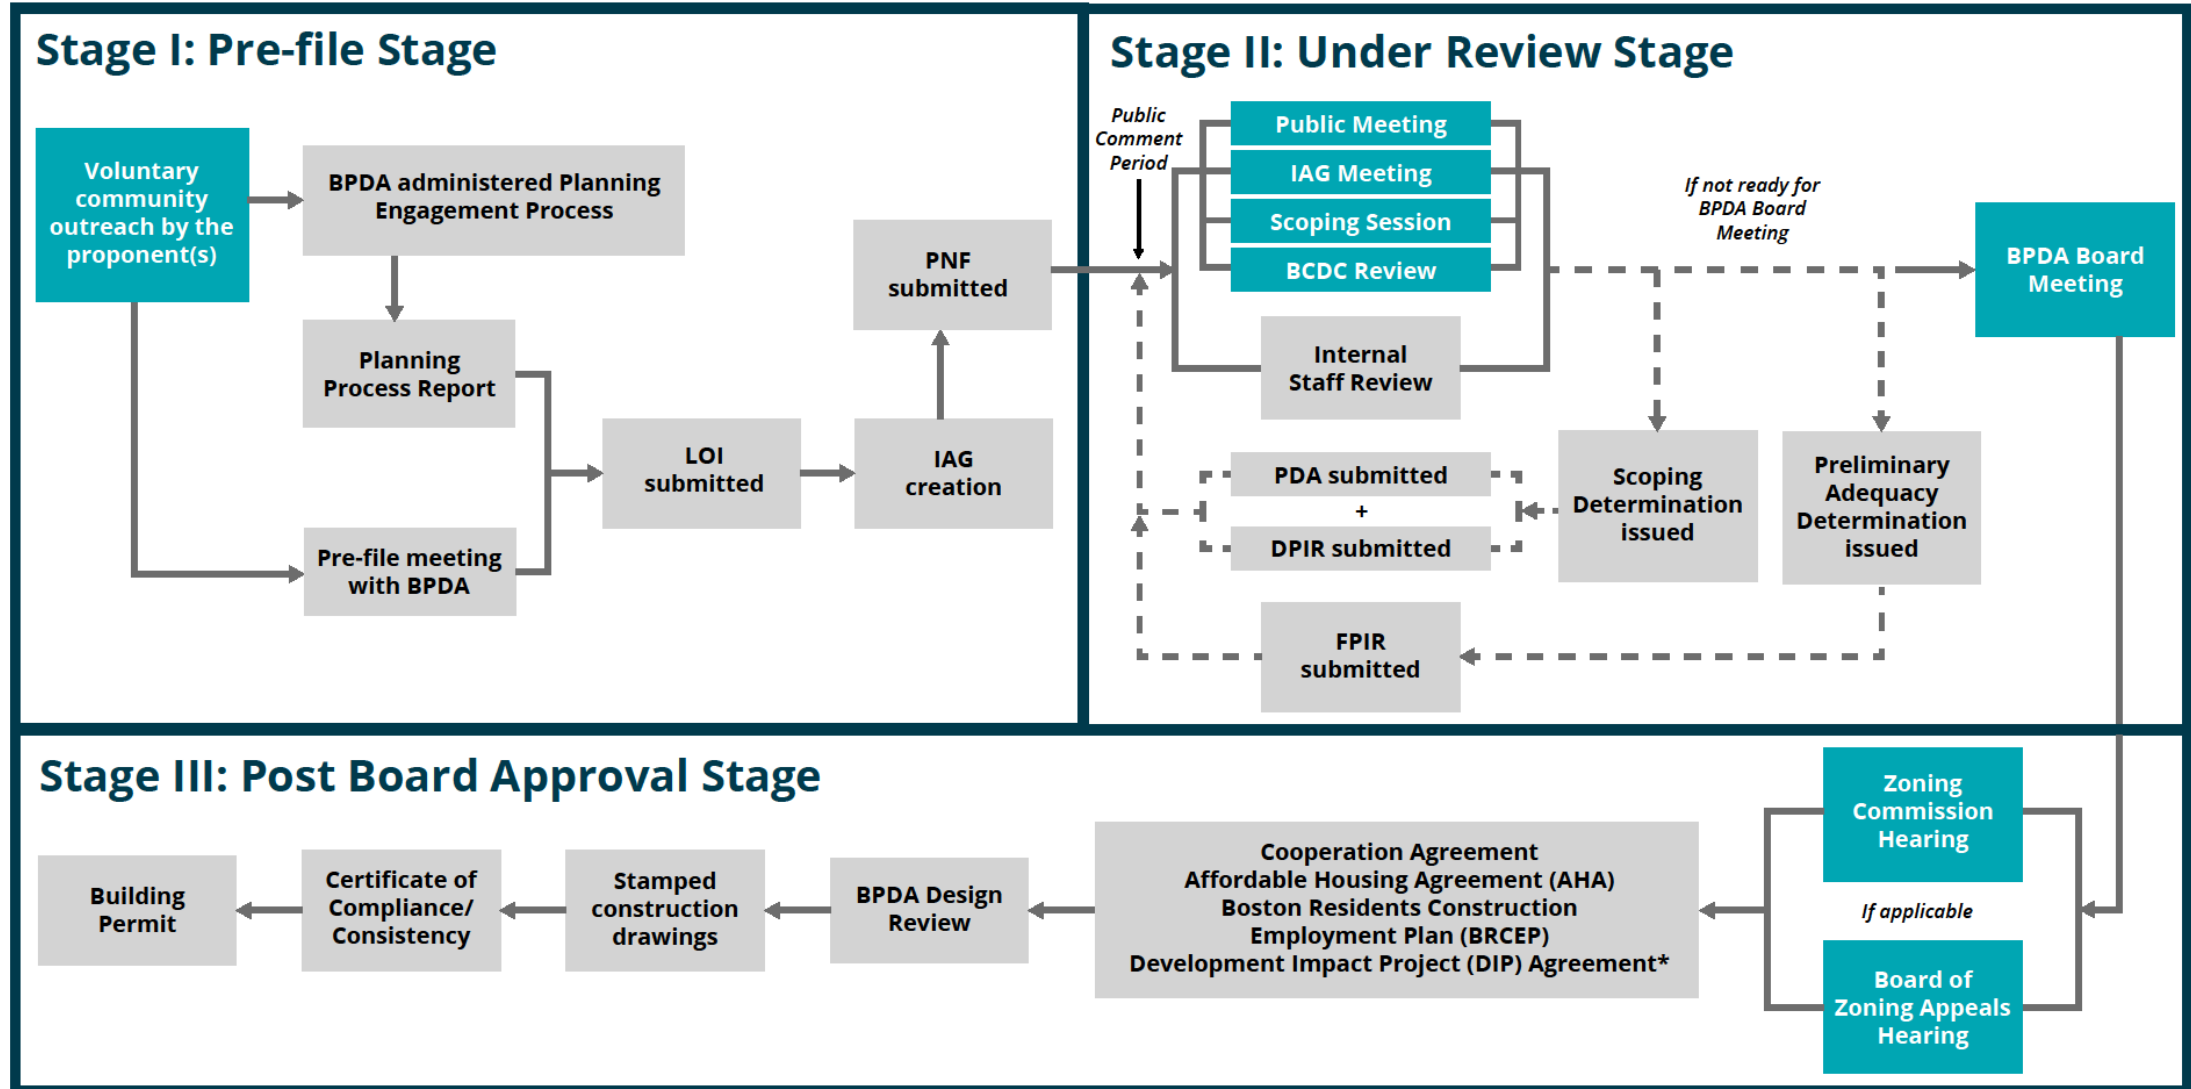 Stage I: Pre-file Stage
Voluntary
community
outreach by the
proponent(s)
BPDA administered Planning
Engagement Process
Planning
Process Report
Pre-file meeting
with BPDA
LOI
submitted
IAG
creation
PNF
submitted
Stage II: Under Review Stage
Public
Comment
Period
Public Meeting
IAG Meeting
Scoping Session
BCDC Review
Internal
Staff Review
If not ready for
BPDA Board
Meeting
BPDA Board
Meeting
Scoping
Determination
issued
Preliminary
Adequacy
Determination
issued
PDA submitted
+
DPIR submitted
FPIR
submitted
Stage III: Post Board Approval Stage
Zoning
Commission
Hearing
If applicable
Board of
Zoning Appeals
Hearing
Cooperation Agreement
Affordable Housing Agreement (AHA)
Boston Residents Construction
Employment Plan (BRCEP)
Development Impact Project (DIP) Agreement*
BPDA Design
Review
Stamped
construction
drawings
Certificate of
Compliance/
Consistency
Building
Permit